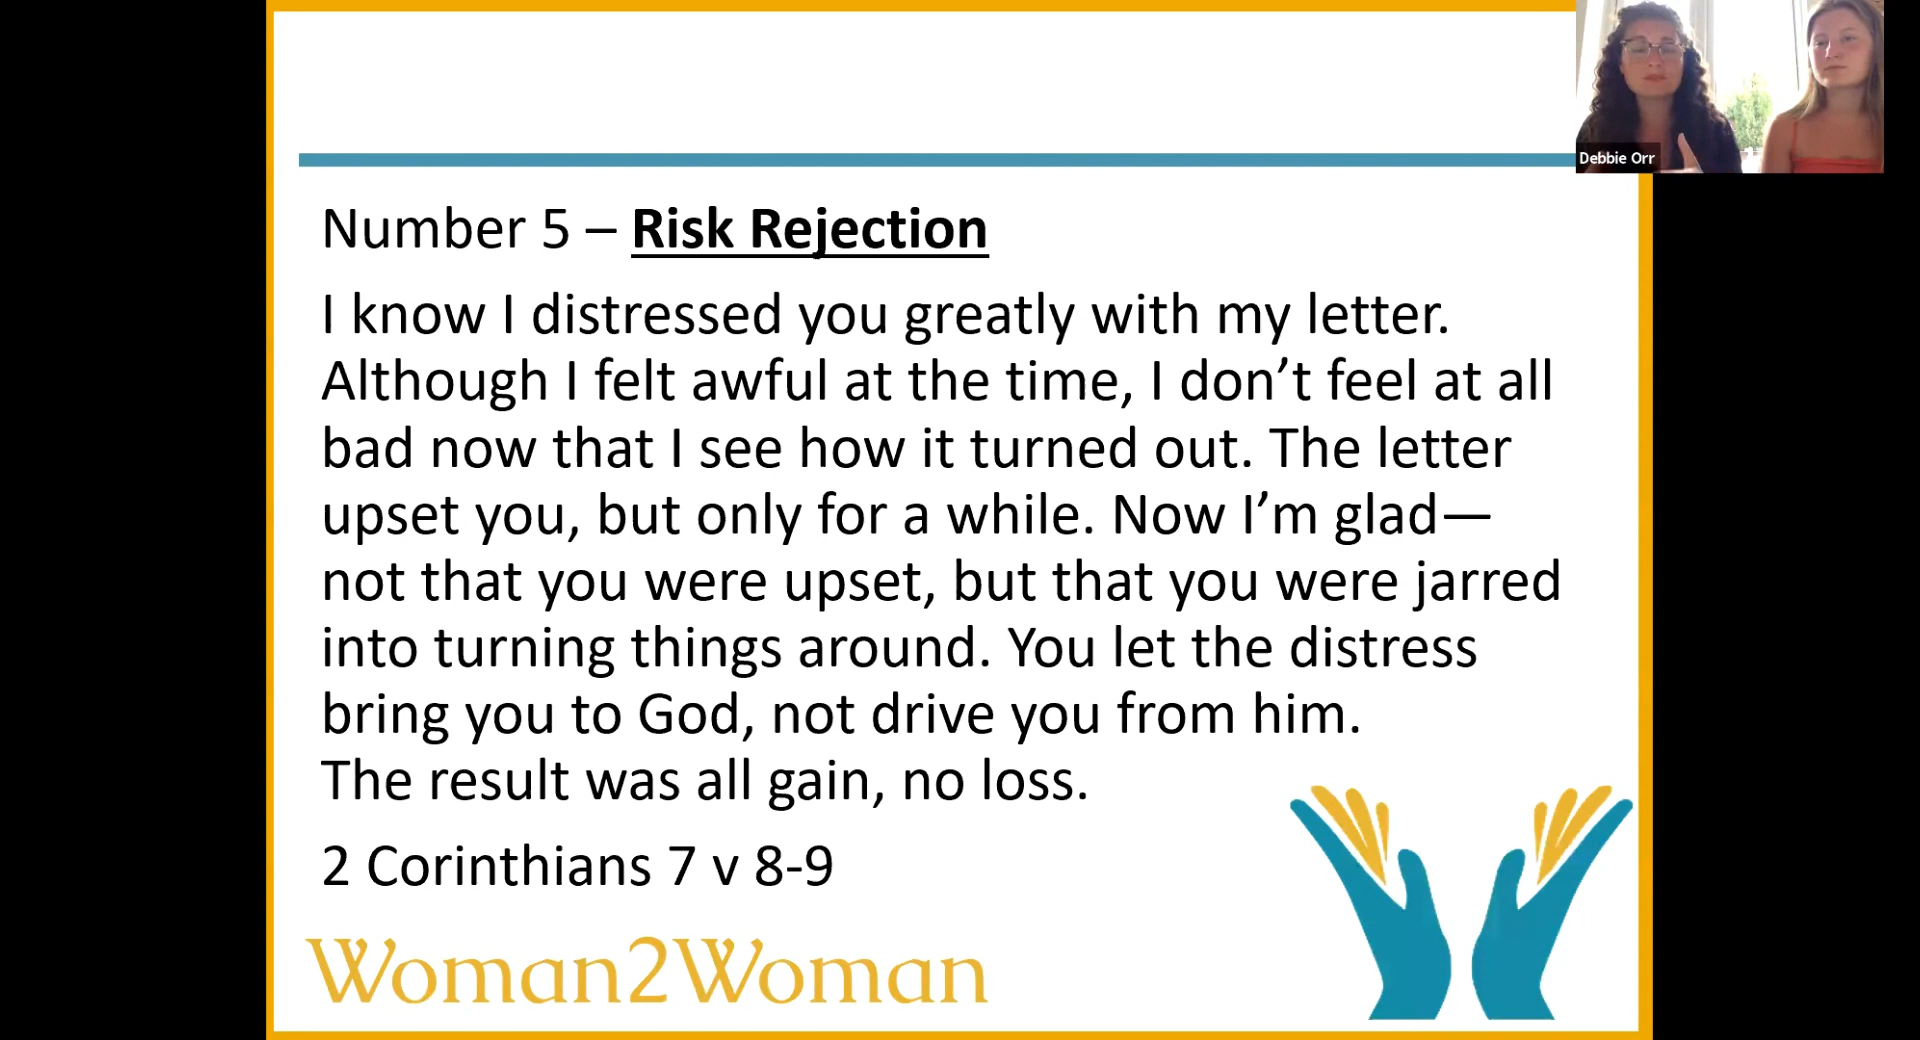 Debbie Orr
Number 5 – Risk Rejection
I know I distressed you greatly with my letter.
Although I felt awful at the time, I don’t feel at all
bad now that I see how it turned out. The letter
upset you, but only for a while. Now I’m glad—
not that you were upset, but that you were jarred
into turning things around. You let the distress
bring you to God, not drive you from him.
The result was all gain, no loss.
2 Corinthians 7 v 8-9
Woman2Woman